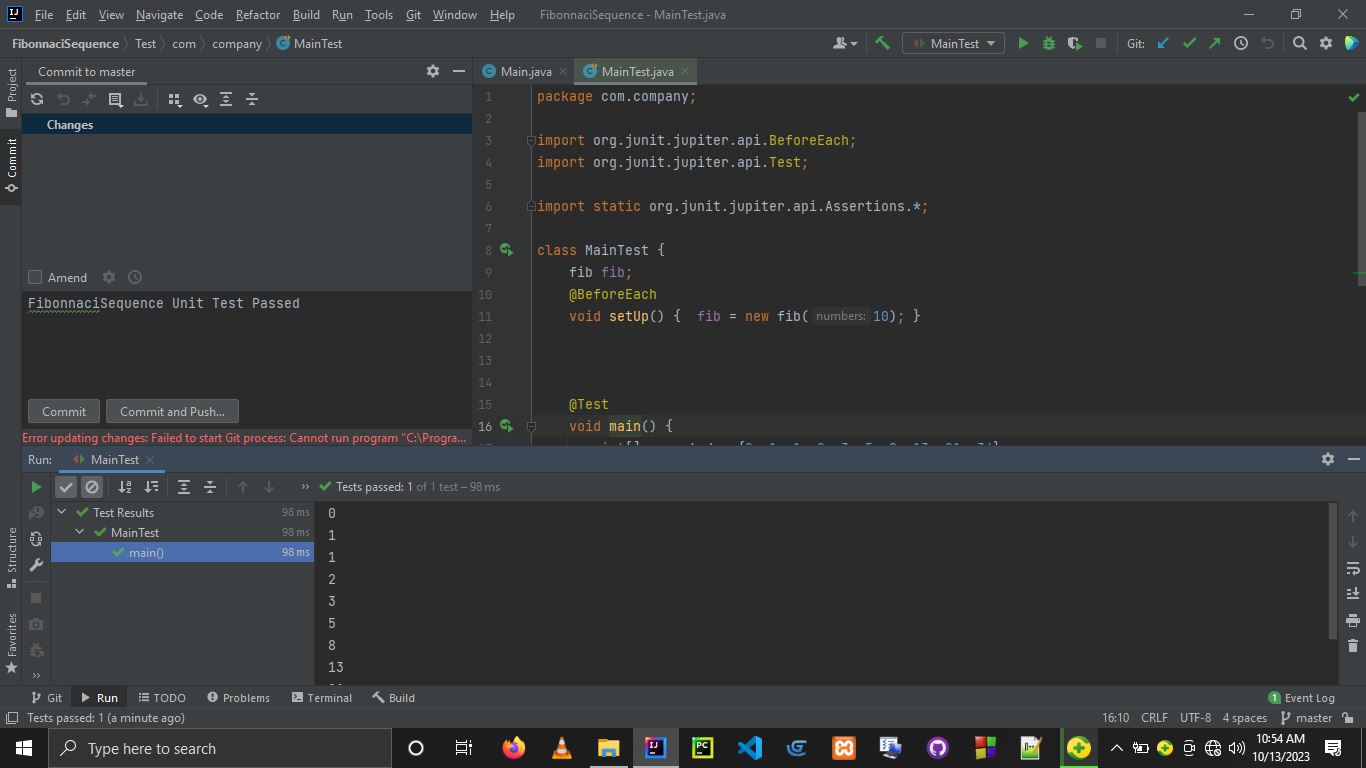 File Edit View Navigate Code Refactor Build Run Tools Git Window Help FibonnaciSequence - MainTest.java
FibonnaciSequence Test com company MainTest MainTest Git:
Project
Commit
Structure
Favorites
Commit to master
Changes
Amend
FibonnaciSequence Unit Test Passed
Commit Commit and Push...
Error updating changes: Failed to start Git process: Cannot run program "C:\Progra...
Main.java MainTest.java
1 package com.company;
2
3 import org.junit.jupiter.api.BeforeEach;
4 import org.junit.jupiter.api.Test;
5
6 import static org.junit.jupiter.api.Assertions.*;
7
8 class MainTest {
9 fib fib;
10 @BeforeEach
11 void setUp() { fib = new fib( numbers: 10); }
12
13
14
15 @Test
16 void main() {
Run: MainTest
Tests passed: 1 of 1 test – 98 ms
Test Results 98 ms
MainTest 98 ms
main() 98 ms
0
1
1
2
3
5
8
13
Git Run TODO Problems Terminal Build 1 Event Log
Tests passed: 1 (a minute ago) 16:10 CRLF UTF-8 4 spaces master
Type here to search
10:54 AM
10/13/2023